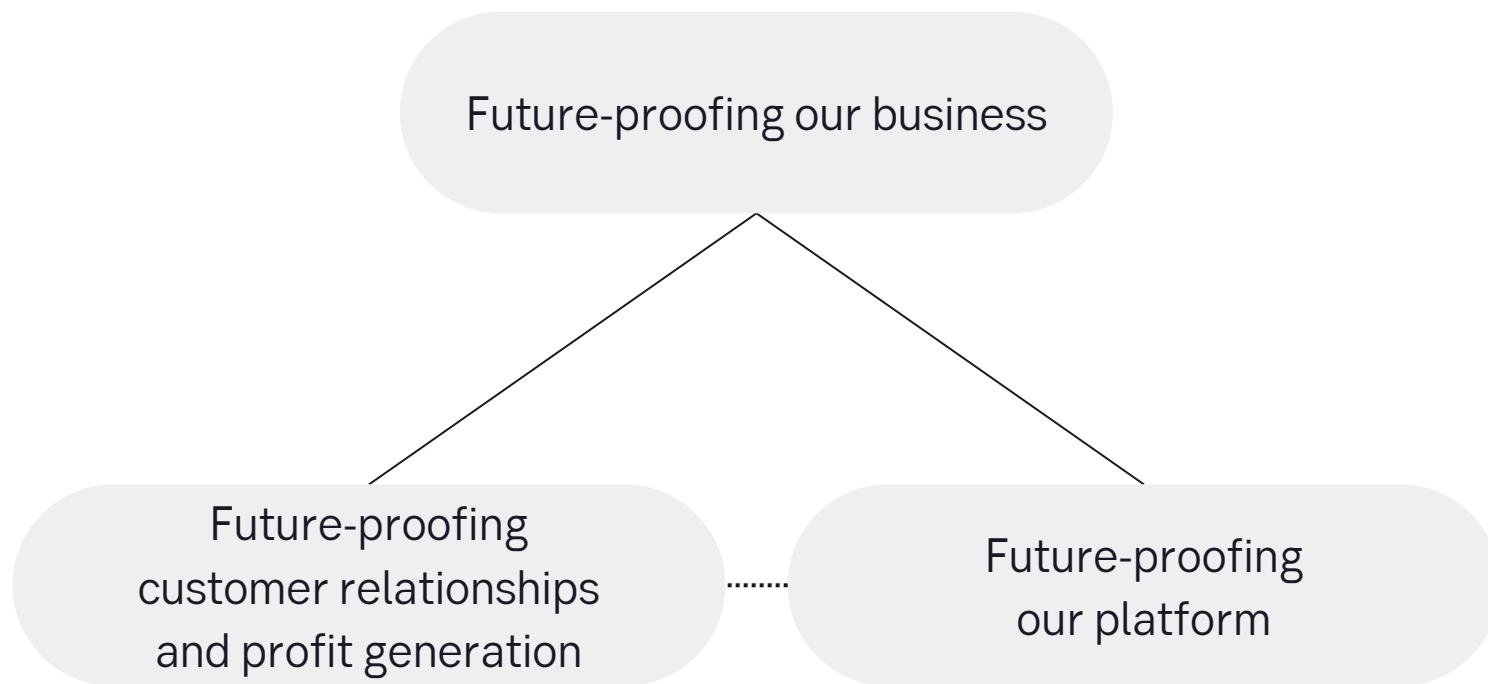 Future-proofing our business
Future-proofing
customer relationships
and profit generation
Future-proofing
our platform